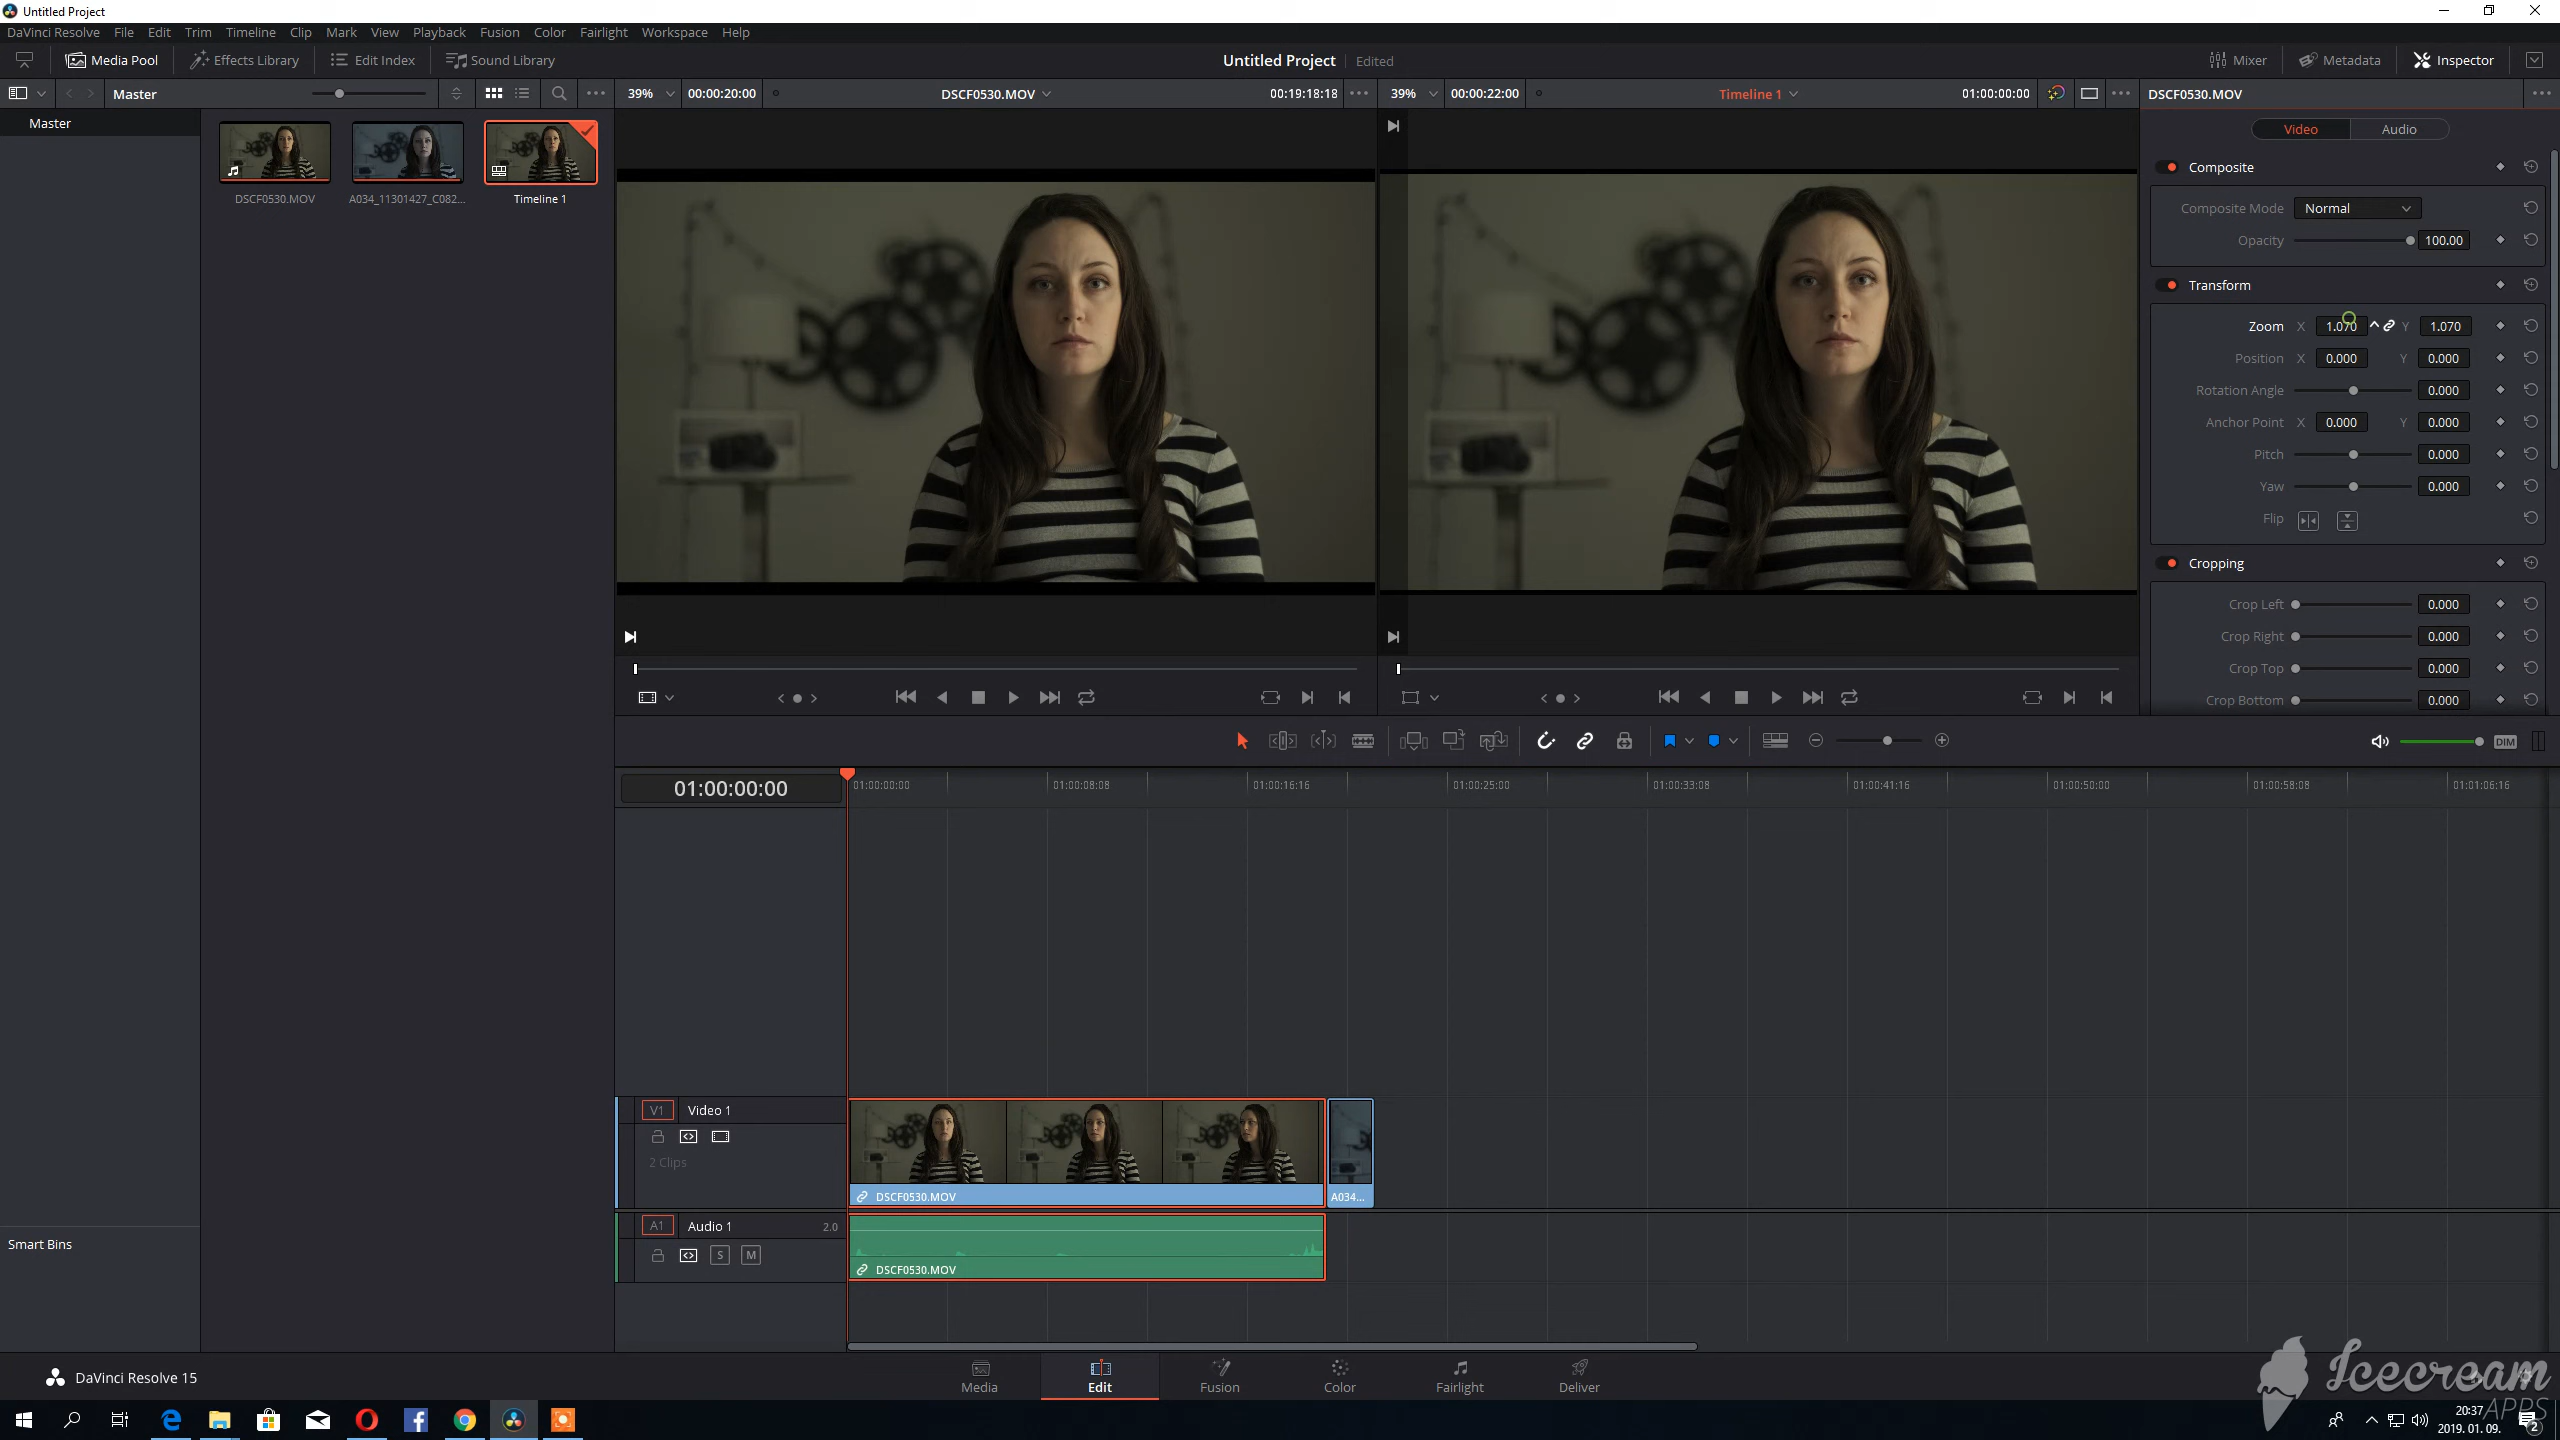 Untitled Project
DaVinci Resolve File Edit Trim Timeline Clip Mark View Playback Fusion Color Fairlight Workspace Help
Media Pool Effects Library Edit Index Sound Library Untitled Project Edited Mixer Metadata Inspector
Master 39% 00:00:20:00 DSCF0530.MOV 00:19:18:18 39% 00:00:22:00 Timeline 1 01:00:00:00 DSCF0530.MOV
Master
Video Audio
DSCF0530.MOV A034_11301427_C082... Timeline 1
Composite
Composite Mode Normal
Opacity 100.00
Transform
Zoom X 1.070 Y 1.070
Position X 0.000 Y 0.000
Rotation Angle 0.000
Anchor Point X 0.000 Y 0.000
Pitch 0.000
Yaw 0.000
Flip
Cropping
Crop Left 0.000
Crop Right 0.000
Crop Top 0.000
Crop Bottom 0.000
DIM
01:00:00:00 01:00:00:00 01:00:08:08 01:00:16:16 01:00:25:00 01:00:33:08 01:00:41:16 01:00:50:00 01:00:58:08 01:01:06:16
V1 Video 1
2 Clips
DSCF0530.MOV A034...
A1 Audio 1 2.0
S M
DSCF0530.MOV
Smart Bins
DaVinci Resolve 15
Media Edit Fusion Color Fairlight Deliver
Icecream
APPS
20:37
2019. 01. 09.
2